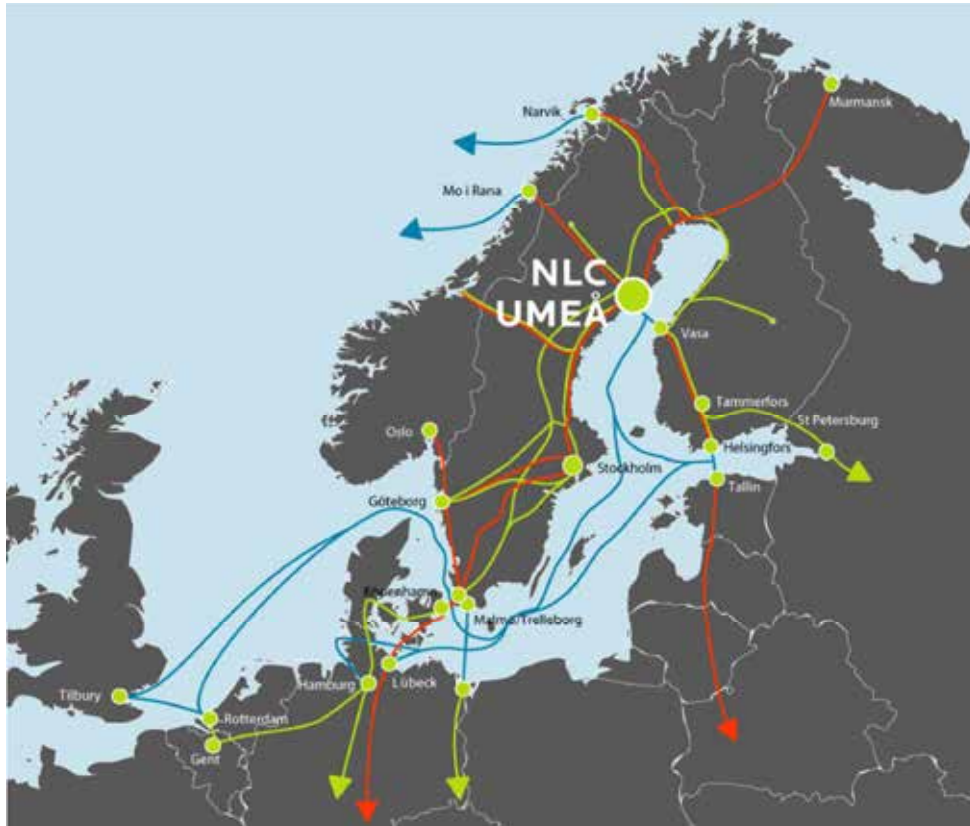 Murmansk
Narvik
Mo i Rana
NLC
UMEÅ
Vasa
Tammerfors
St Petersburg
Oslo
Helsingfors
Stockholm
Tallin
Göteborg
Köpenhamn
Malmö/Trelleborg
Hamburg
Lübeck
Tilbury
Rotterdam
Gent